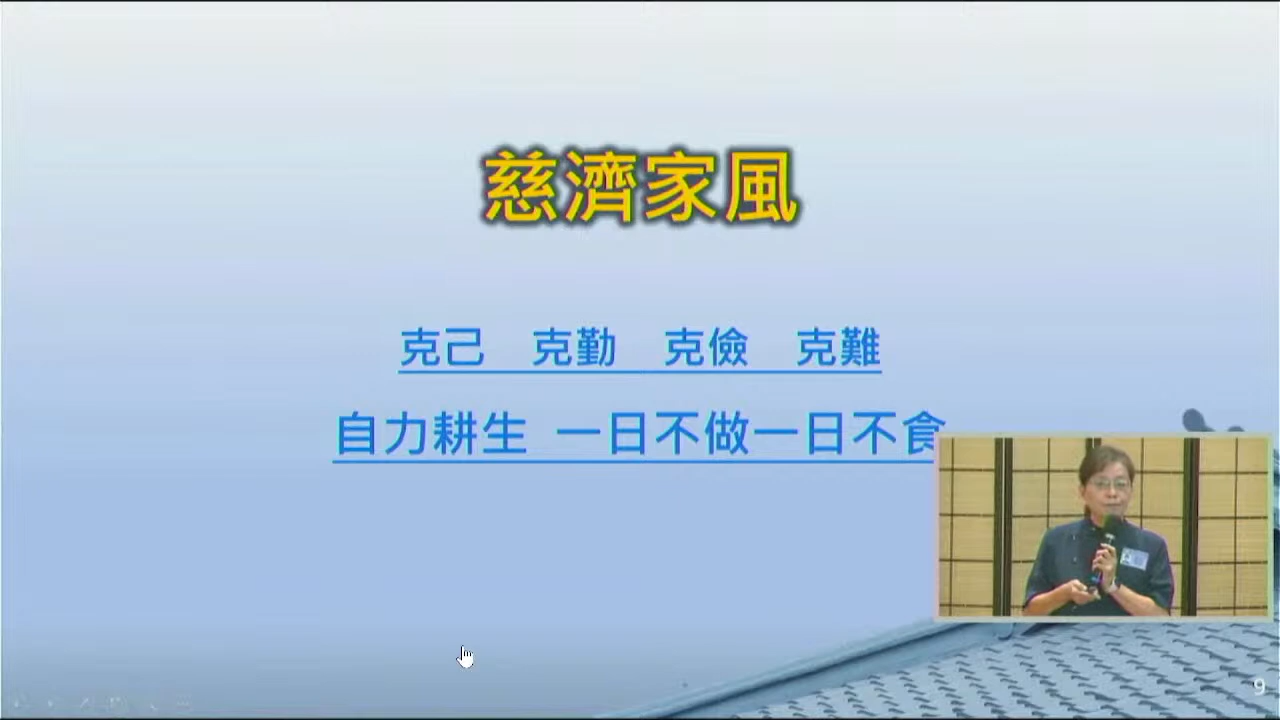 慈濟家風
克己 克勤 克儉 克難
自力耕生 一日不做一日不食
9